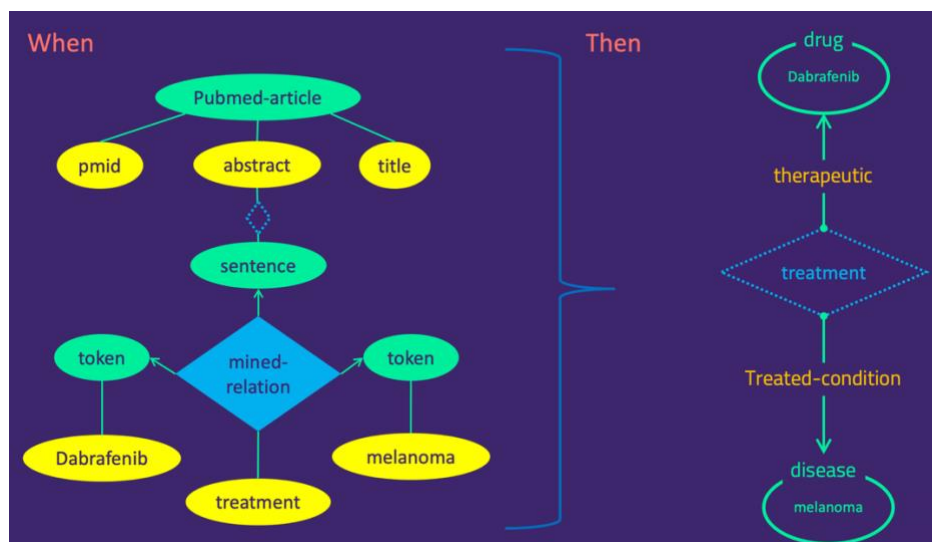 When
Pubmed-article
pmid
abstract
title
sentence
token
mined-
relation
token
Dabrafenib
melanoma
treatment
Then
drug
Dabrafenib
therapeutic
treatment
Treated-condition
disease
melanoma